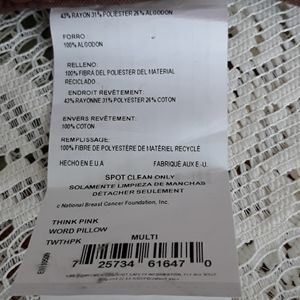 43% RAYON 31% POLIESTER 26% ALGODON
FORRO
100% ALGODON
RELLENO:
100% FIBRA DEL POLIESTER DEL MATERIAL
RECICLADO
ENDROIT REVÊTEMENT:
43% RAYONNE 31% POLYESTER 26% COTON
ENVERS REVÊTEMENT:
100% COTON
REMPLISSAGE:
100% FIBRE DE POLYESTÈRE DE MATÉRIEL RECYCLÉ
HECHO EN E U A FABRIQUÉ AUX E.-U.
SPOT CLEAN ONLY
SOLAMENTE LIMPIEZA DE MANCHAS
DÉTACHER SEULEMENT
c National Breast Cancer Foundation, Inc.
THINK PINK
WORD PILLOW
TWTHPK MULTI
7 25734 61647 0